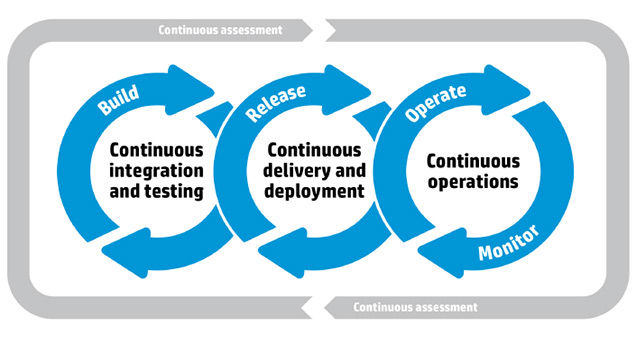 Continuous assessment
Build
Release
Operate
Continuous
integration
and testing
Continuous
delivery and
deployment
Continuous
operations
Monitor
Continuous assessment